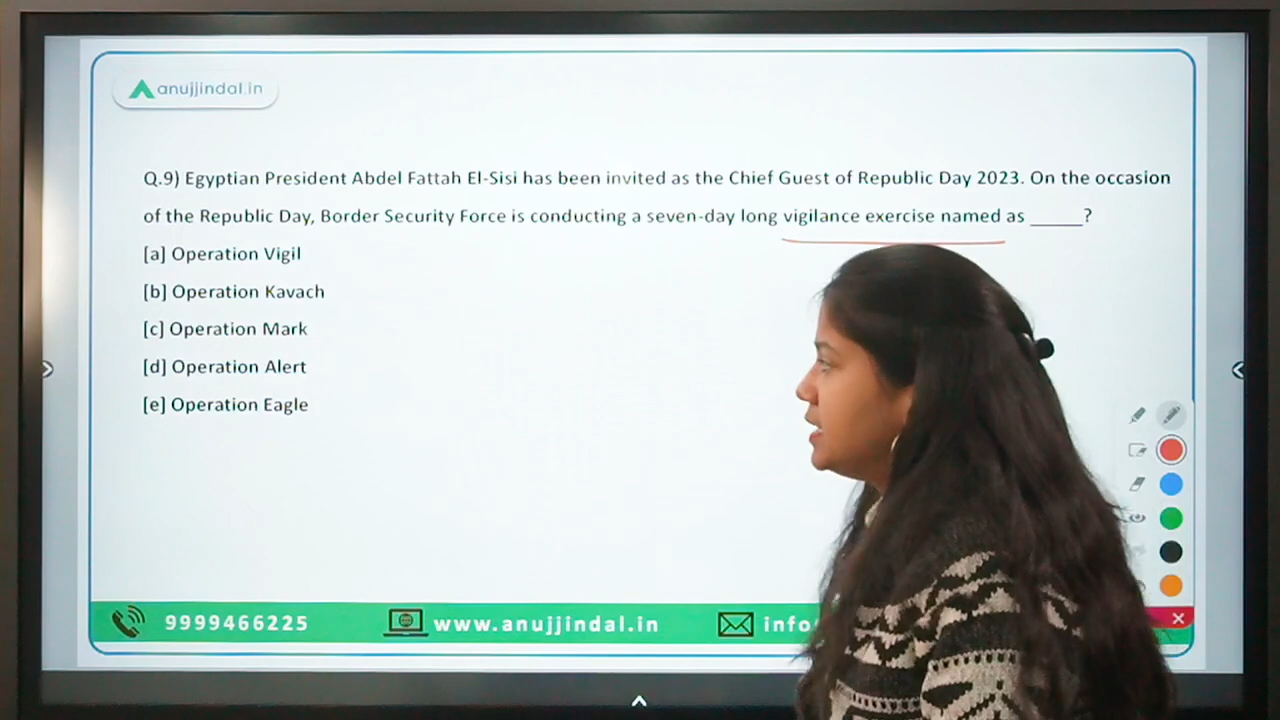 anujjindal.in
Q.9) Egyptian President Abdel Fattah El-Sisi has been invited as the Chief Guest of Republic Day 2023. On the occasion
of the Republic Day, Border Security Force is conducting a seven-day long vigilance exercise named as _____?
[a] Operation Vigil
[b] Operation Kavach
[c] Operation Mark
[d] Operation Alert
[e] Operation Eagle
9999466225 www.anujjindal.in